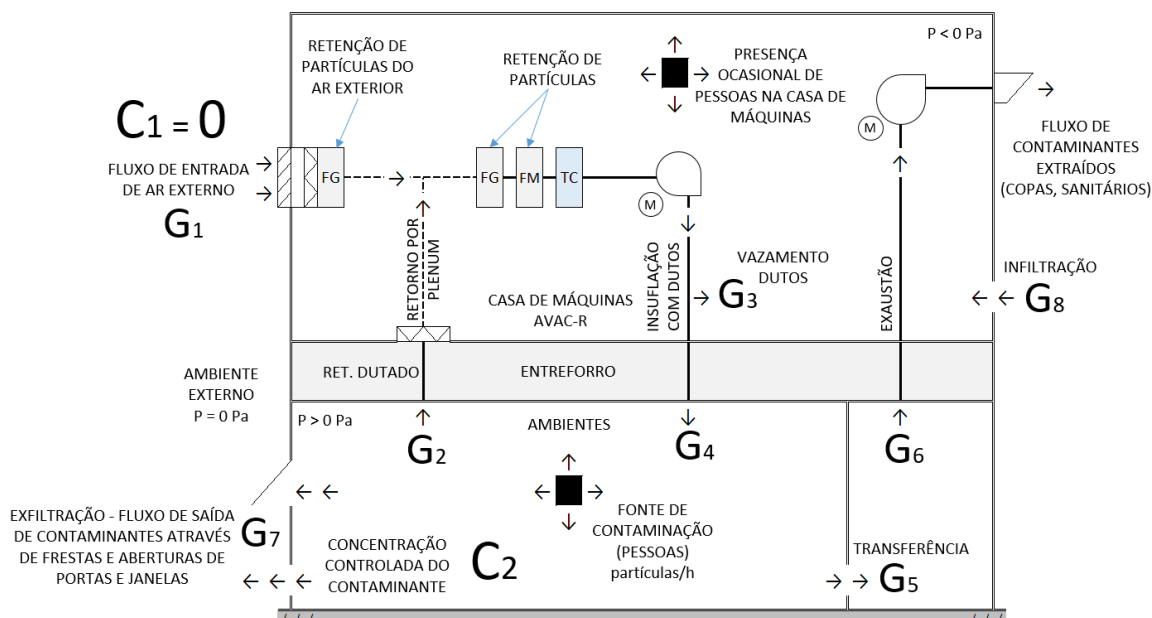 RETENÇÃO DE
PARTÍCULAS DO
AR EXTERIOR
RETENÇÃO DE
PARTÍCULAS
PRESENÇA
OCASIONAL DE
PESSOAS NA CASA DE
MÁQUINAS
P < 0 Pa
M
FLUXO DE
CONTAMINANTES
EXTRAÍDOS
(COPAS, SANITÁRIOS)
C1 = 0
FLUXO DE ENTRADA
DE AR EXTERNO
G1
FG
FG
FM
TC
M
RETORNO POR
PLENUM
CASA DE MÁQUINAS
AVAC-R
INSUFLAÇÃO
COM DUTOS
G3
VAZAMENTO
DUTOS
EXAUSTÃO
INFILTRAÇÃO
G8
AMBIENTE
EXTERNO
P = 0 Pa
RET. DUTADO
ENTREFORRO
P > 0 Pa
G2
AMBIENTES
G4
G6
EXFILTRAÇÃO - FLUXO DE SAÍDA
DE CONTAMINANTES ATRAVÉS
DE FRESTAS E ABERTURAS DE
PORTAS E JANELAS
G7
CONCENTRAÇÃO
CONTROLADA DO
CONTAMINANTE
C2
FONTE DE
CONTAMINAÇÃO
(PESSOAS)
partículas/h
TRANSFERÊNCIA
G5